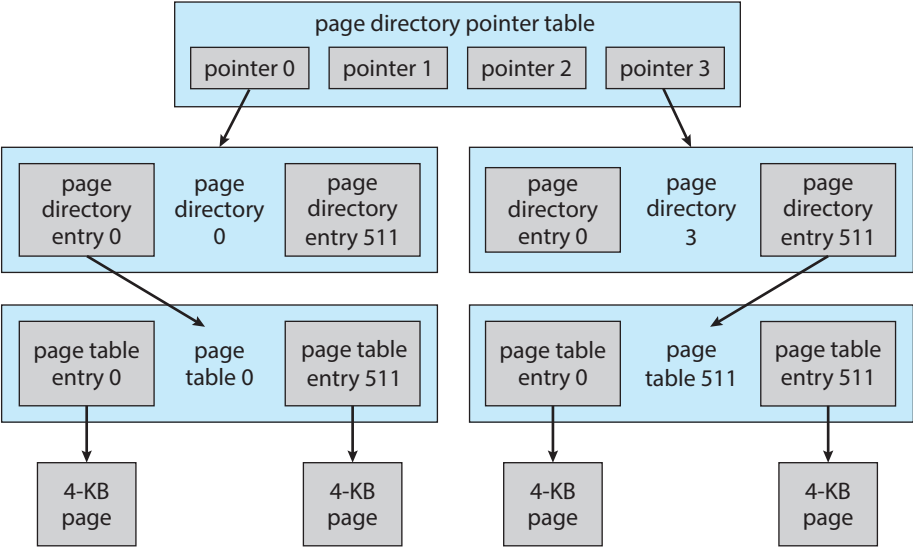 page directory pointer table
pointer 0
pointer 1
pointer 2
pointer 3
page
directory
entry 0
page
directory
0
page
directory
entry 511
page
directory
entry 0
page
directory
3
page
directory
entry 511
page table
entry 0
page
table 0
page table
entry 511
page table
entry 0
page
table 511
page table
entry 511
4-KB
page
4-KB
page
4-KB
page
4-KB
page